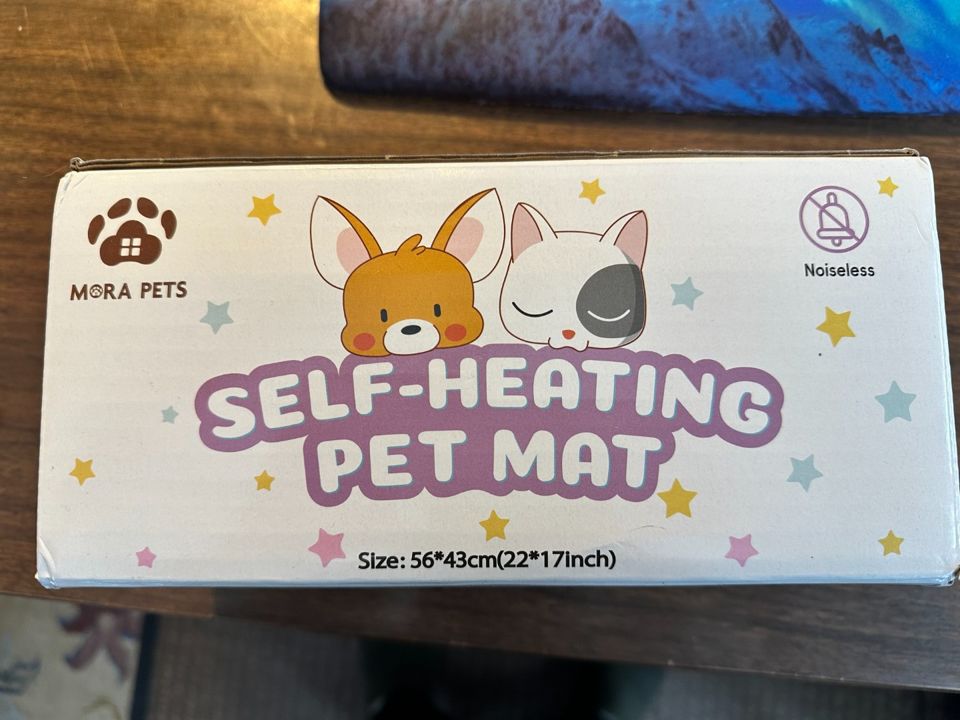 MORA PETS
Noiseless
SELF-HEATING
PET MAT
Size: 56*43cm(22*17inch)